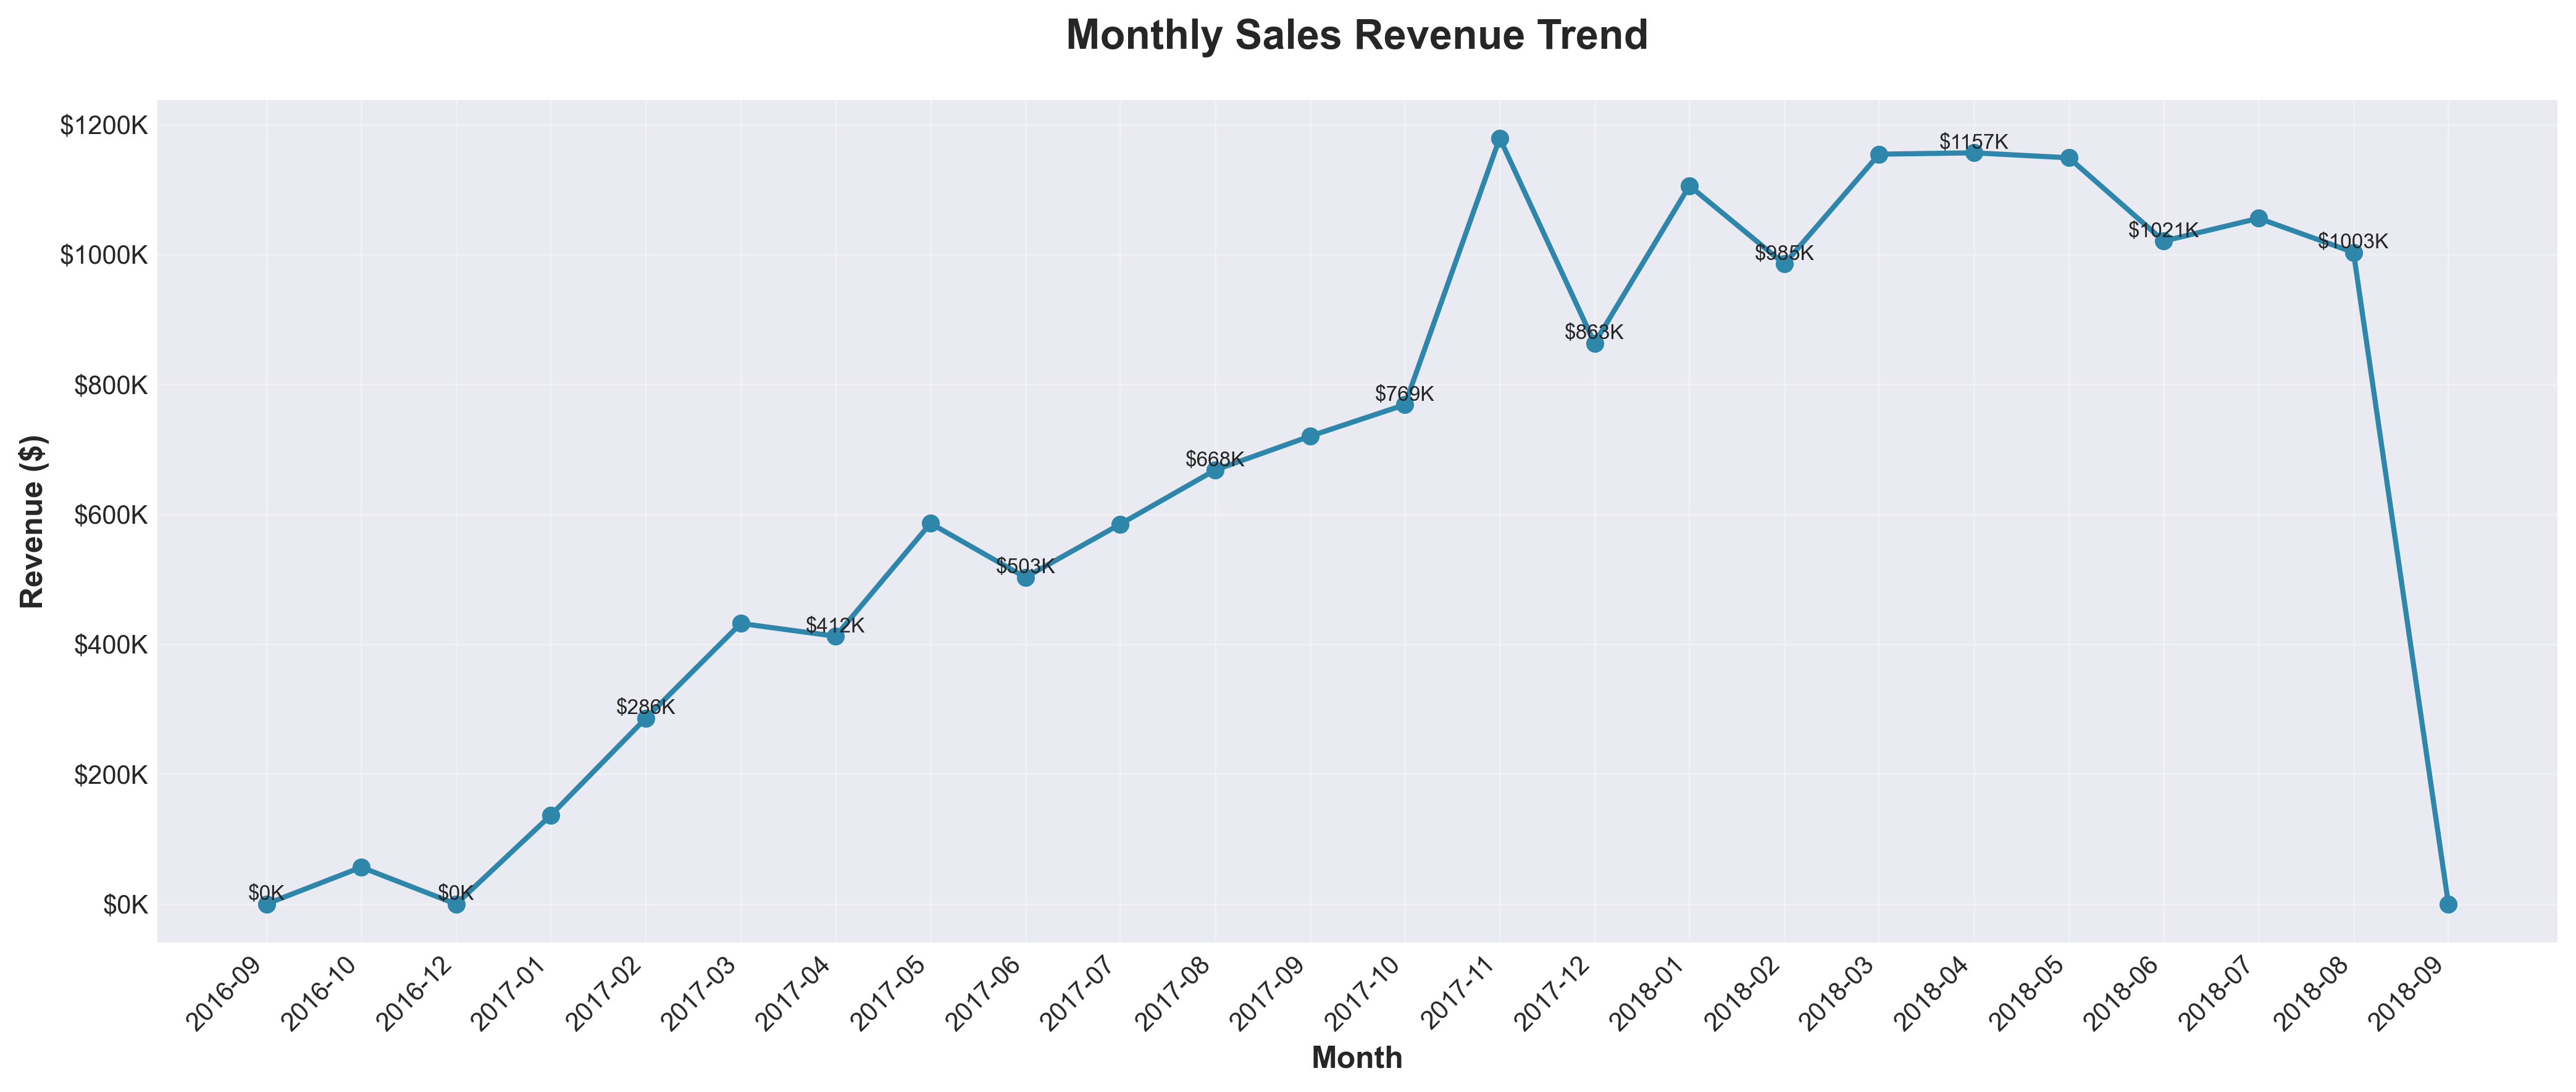 Monthly Sales Revenue Trend
$1200K
$1000K
$800K
$600K
$400K
$200K
$0K
Revenue ($)
$0K
$0K
$286K
$412K
$503K
$668K
$769K
$863K
$985K
$1157K
$1021K
$1003K
2016-09
2016-10
2016-12
2017-01
2017-02
2017-03
2017-04
2017-05
2017-06
2017-07
2017-08
2017-09
2017-10
2017-11
2017-12
2018-01
2018-02
2018-03
2018-04
2018-05
2018-06
2018-07
2018-08
2018-09
Month